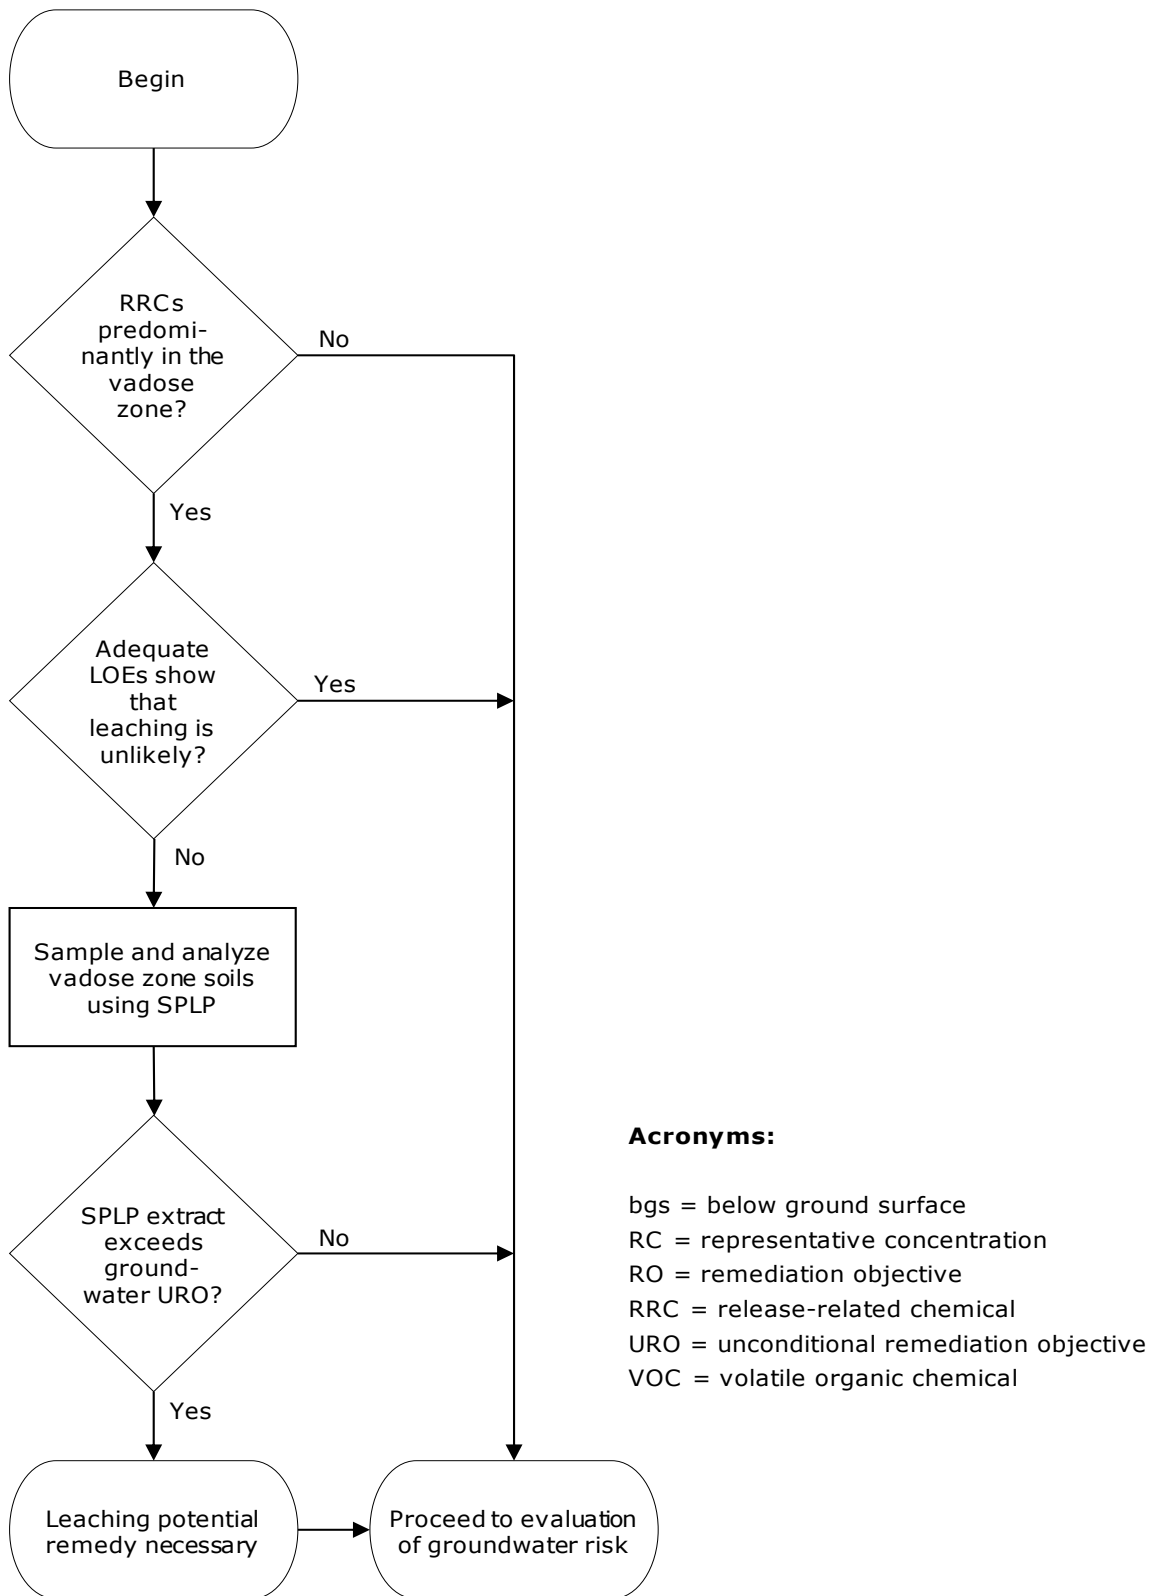 Begin
RRCs
predomi-
nantly in the
vadose
zone?
No
Yes
Adequate
LOEs show
that
leaching is
unlikely?
Yes
No
Sample and analyze
vadose zone soils
using SPLP
SPLP extract
exceeds
ground-
water URO?
No
Yes
Leaching potential
remedy necessary
Proceed to evaluation
of groundwater risk
Acronyms:
bgs = below ground surface
RC = representative concentration
RO = remediation objective
RRC = release-related chemical
URO = unconditional remediation objective
VOC = volatile organic chemical